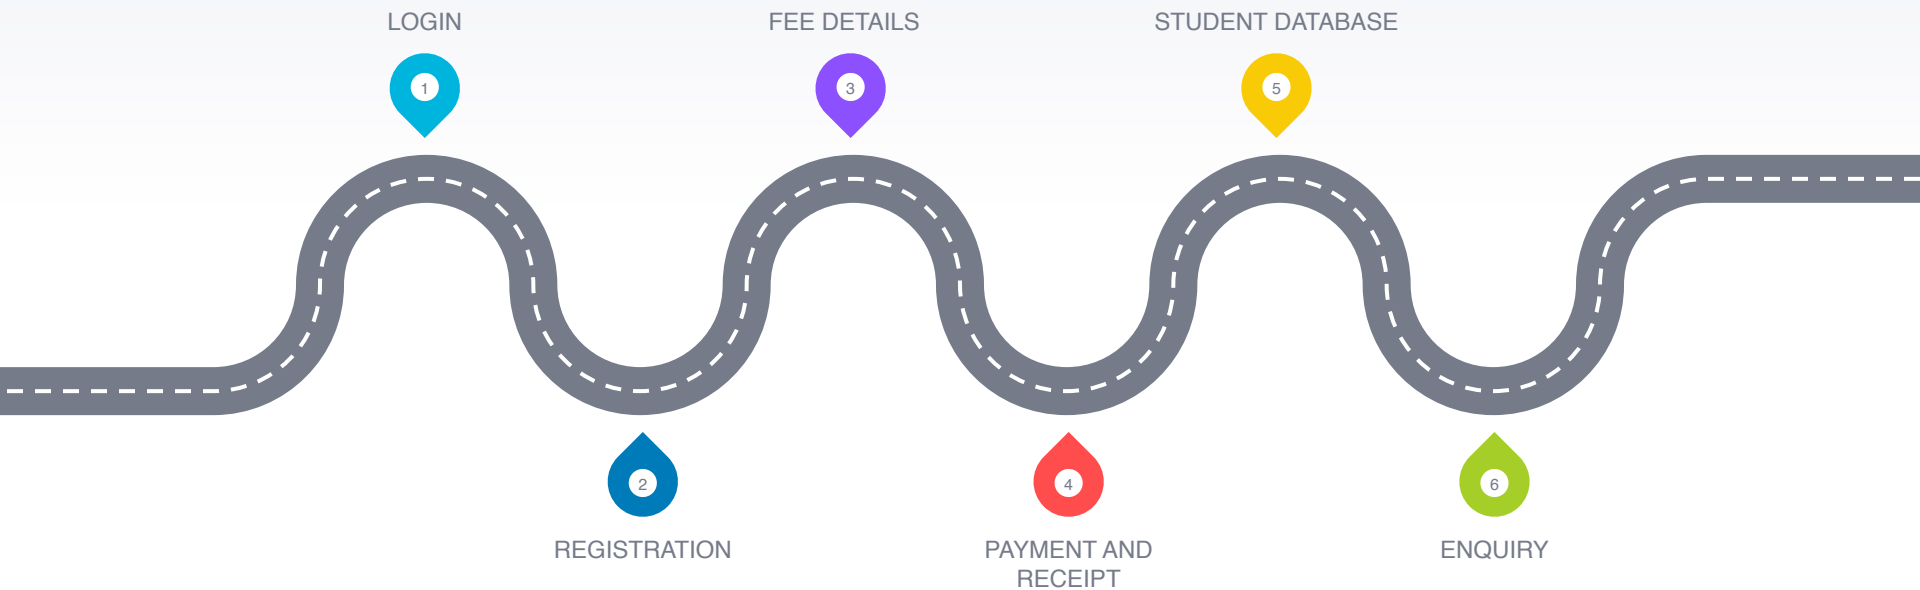 LOGIN
1
REGISTRATION
2
FEE DETAILS
3
PAYMENT AND
RECEIPT
4
STUDENT DATABASE
5
ENQUIRY
6